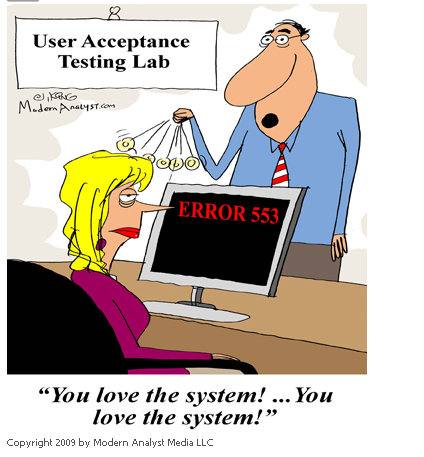 User Acceptance
Testing Lab
©J.KING
ModernAnalyst.com
ERROR 553
“You love the system! ...You
love the system!”
Copyright 2009 by Modern Analyst Media LLC